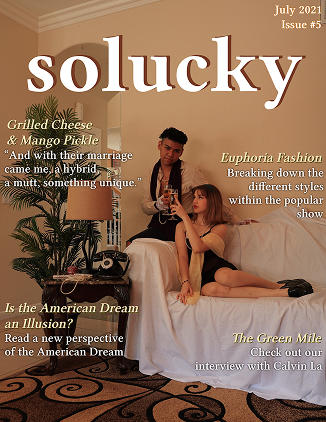 July 2021
Issue #5
solucky
Grilled Cheese
& Mango Pickle
“And with their marriage
came me, a hybrid,
a mutt, something unique.”
Euphoria Fashion
Breaking down the
different styles
within the popular
show
Is the American Dream
an Illusion?
Read a new perspective
of the American Dream
The Green Mile
Check out our
interview with Calvin La